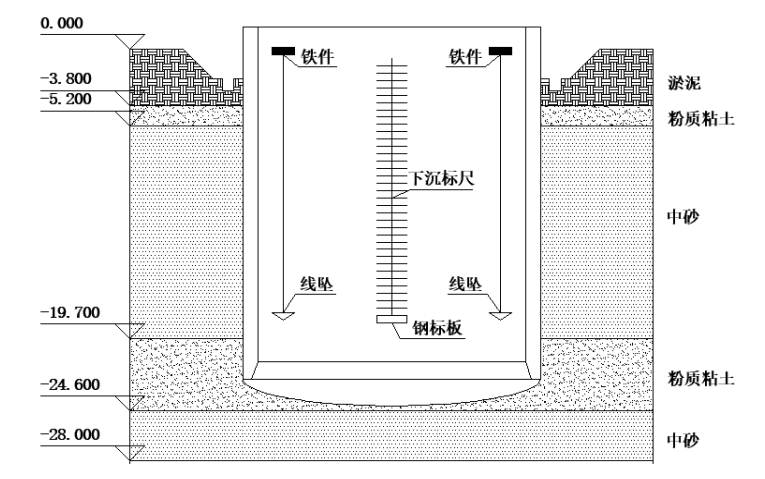 0.000
铁件
铁件
-3.800
淤泥
-5.200
粉质粘土
下沉标尺
中砂
线坠
线坠
-19.700
钢标板
粉质粘土
-24.600
-28.000
中砂